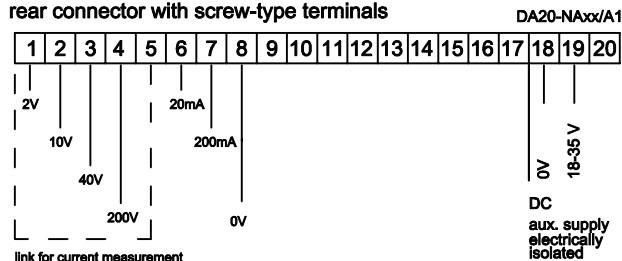 rear connector with screw-type terminals
DA20-NAxx/A1
1 2 3 4 5 6 7 8 9 10 11 12 13 14 15 16 17 18 19 20
2V
20mA
10V
200mA
40V
200V
0V
0V
18-35 V
DC
aux. supply
electrically
isolated
link for current measurement